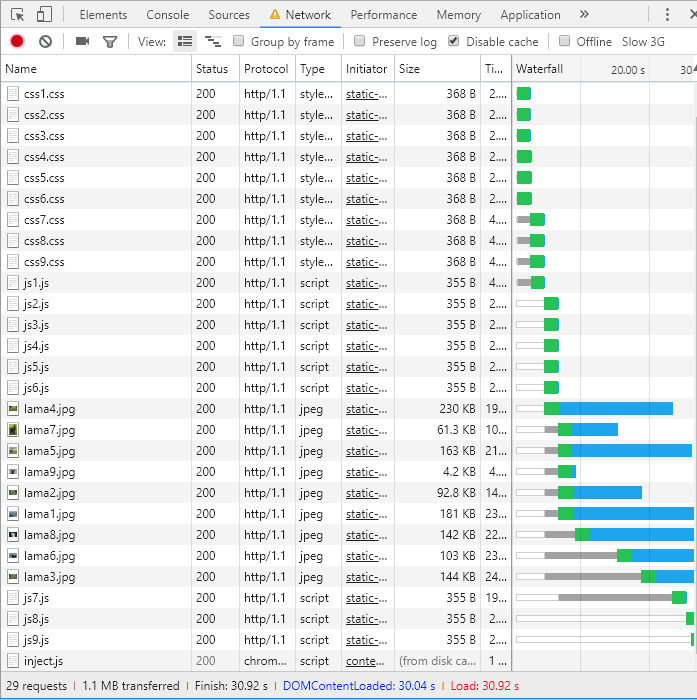 Elements Console Sources Network Performance Memory Application
View: Group by frame Preserve log Disable cache Offline Slow 3G
Name Status Protocol Type Initiator Size Ti... Waterfall 20.00 s 30
css1.css 200 http/1.1 style... static-... 368 B 2....
css2.css 200 http/1.1 style... static-... 368 B 2....
css3.css 200 http/1.1 style... static-... 368 B 2....
css4.css 200 http/1.1 style... static-... 368 B 2....
css5.css 200 http/1.1 style... static-... 368 B 2....
css6.css 200 http/1.1 style... static-... 368 B 2....
css7.css 200 http/1.1 style... static-... 368 B 4....
css8.css 200 http/1.1 style... static-... 368 B 4....
css9.css 200 http/1.1 style... static-... 368 B 4....
js1.js 200 http/1.1 script static-... 355 B 4....
js2.js 200 http/1.1 script static-... 355 B 2....
js3.js 200 http/1.1 script static-... 355 B 2....
js4.js 200 http/1.1 script static-... 355 B 2....
js5.js 200 http/1.1 script static-... 355 B 2....
js6.js 200 http/1.1 script static-... 355 B 2....
lama4.jpg 200 http/1.1 jpeg static-... 230 KB 19...
lama7.jpg 200 http/1.1 jpeg static-... 61.3 KB 10...
lama5.jpg 200 http/1.1 jpeg static-... 163 KB 21...
lama9.jpg 200 http/1.1 jpeg static-... 4.2 KB 4....
lama2.jpg 200 http/1.1 jpeg static-... 92.8 KB 14...
lama1.jpg 200 http/1.1 jpeg static-... 181 KB 23...
lama8.jpg 200 http/1.1 jpeg static-... 142 KB 22...
lama6.jpg 200 http/1.1 jpeg static-... 103 KB 23...
lama3.jpg 200 http/1.1 jpeg static-... 144 KB 24...
js7.js 200 http/1.1 script static-... 355 B 19...
js8.js 200 http/1.1 script static-... 355 B 2....
js9.js 200 http/1.1 script static-... 355 B 2....
inject.js 200 chrom... script conte... (from disk ca... 1 ...
29 requests | 1.1 MB transferred | Finish: 30.92 s | DOMContentLoaded: 30.04 s | Load: 30.92 s